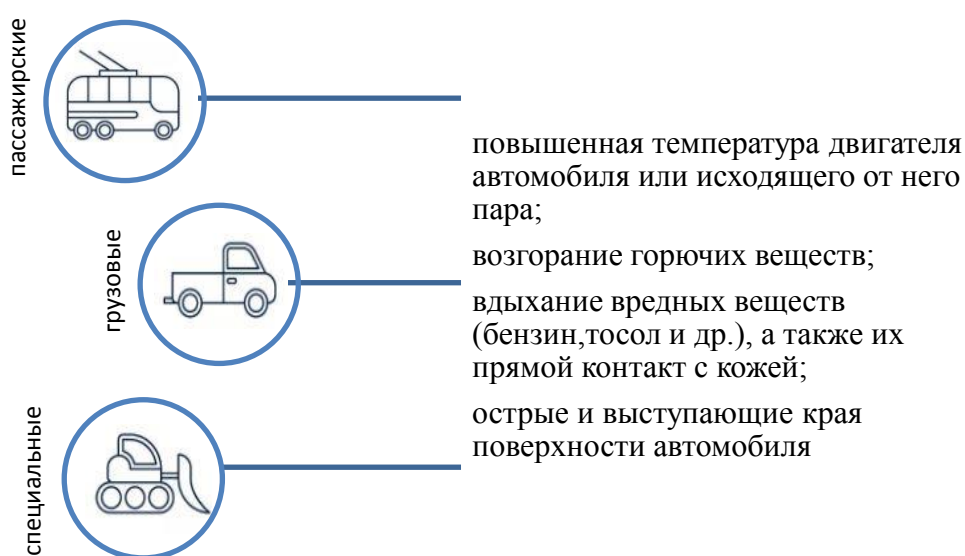 пассажирские
грузовые
специальные
повышенная температура двигателя
автомобиля или исходящего от него
пара;
возгорание горючих веществ;
вдыхание вредных веществ
(бензин,тосол и др.), а также их
прямой контакт с кожей;
острые и выступающие края
поверхности автомобиля